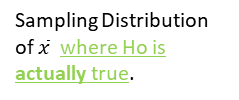 Sampling Distribution
of x̄ where Ho is
actually true.